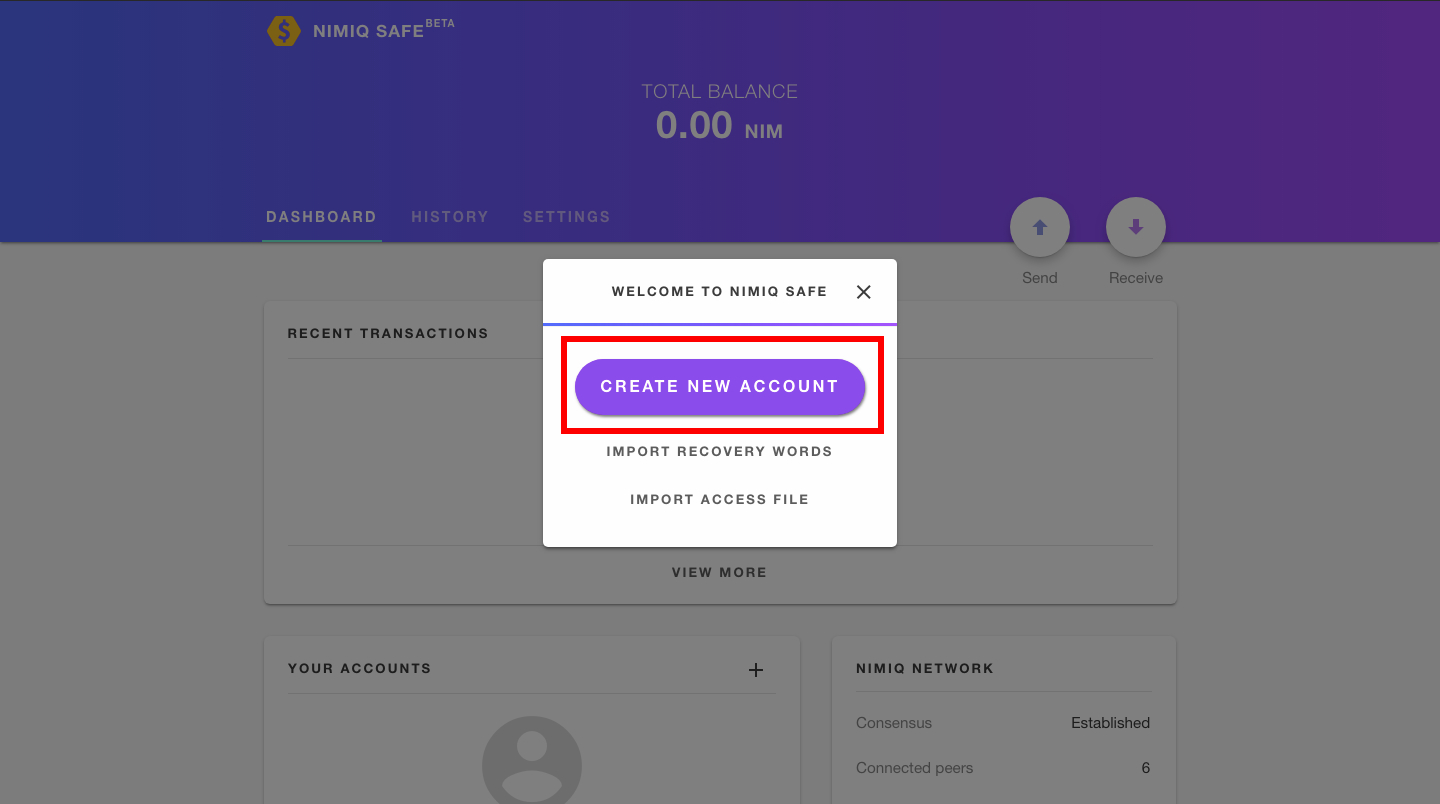 NIMIQ SAFE BETA
TOTAL BALANCE
0.00 NIM
DASHBOARD HISTORY SETTINGS
Send Receive
WELCOME TO NIMIQ SAFE
RECENT TRANSACTIONS
CREATE NEW ACCOUNT
IMPORT RECOVERY WORDS
IMPORT ACCESS FILE
VIEW MORE
YOUR ACCOUNTS
NIMIQ NETWORK
Consensus Established
Connected peers 6